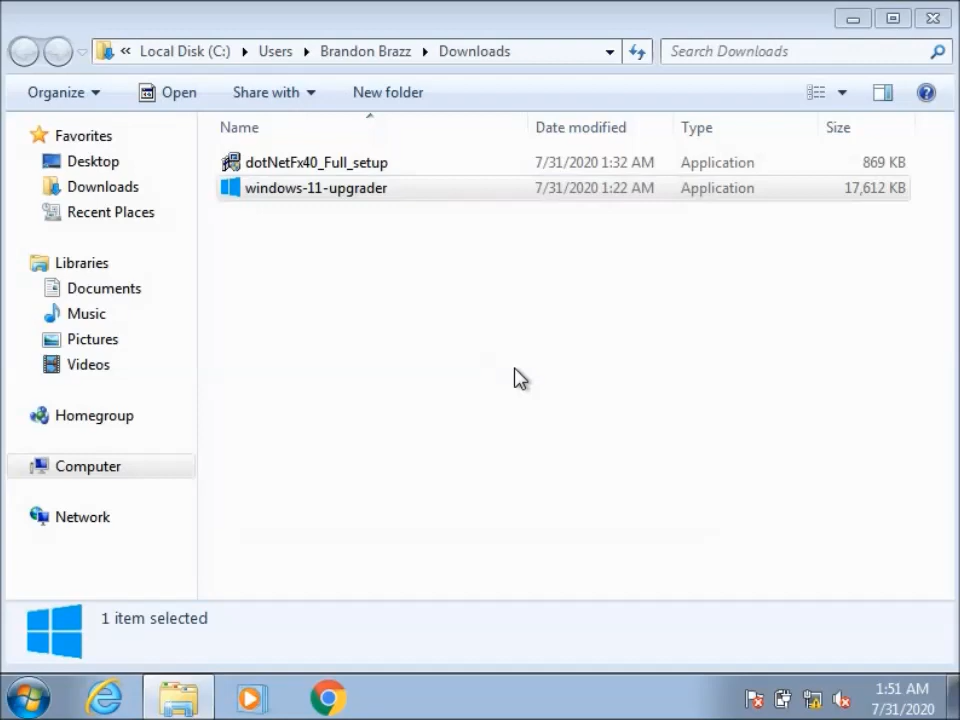 « Local Disk (C:) ▸ Users ▸ Brandon Brazz ▸ Downloads
Search Downloads
Organize
Open
Share with
New folder
Name
Date modified
Type
Size
dotNetFx40_Full_setup 7/31/2020 1:32 AM Application 869 KB
windows-11-upgrader 7/31/2020 1:22 AM Application 17,612 KB
Favorites
Desktop
Downloads
Recent Places
Libraries
Documents
Music
Pictures
Videos
Homegroup
Computer
Network
1 item selected
1:51 AM
7/31/2020